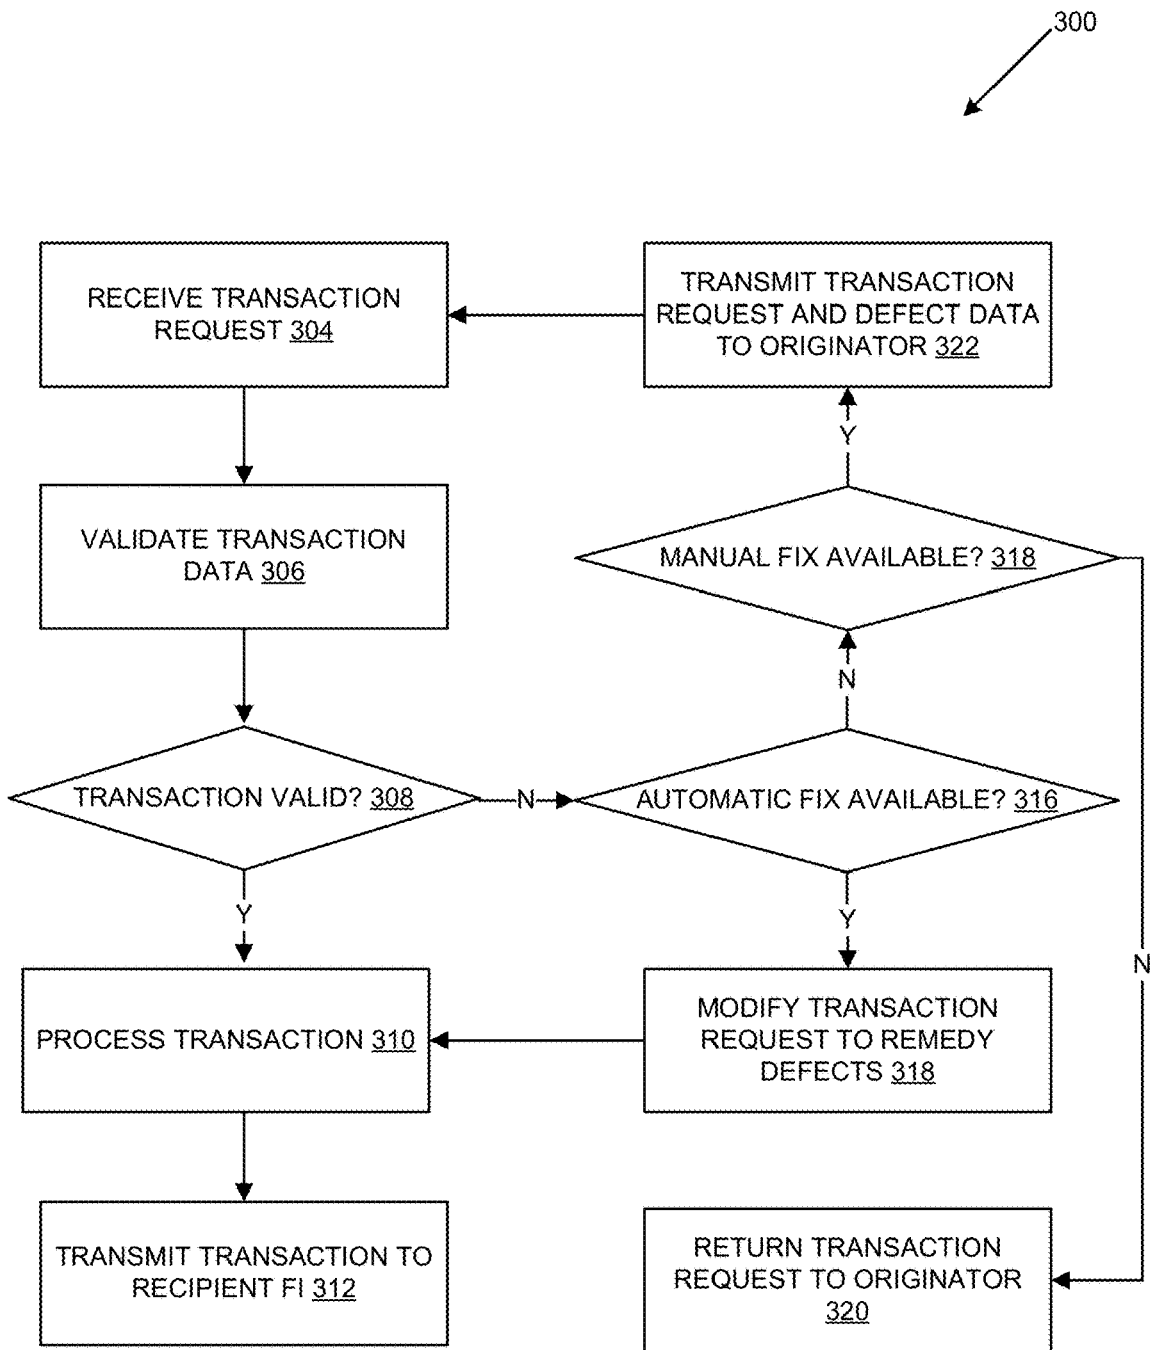 300
RECEIVE TRANSACTION
REQUEST 304
TRANSMIT TRANSACTION
REQUEST AND DEFECT DATA
TO ORIGINATOR 322
Y
VALIDATE TRANSACTION
DATA 306
MANUAL FIX AVAILABLE? 318
N
TRANSACTION VALID? 308
N
AUTOMATIC FIX AVAILABLE? 316
Y
Y
N
PROCESS TRANSACTION 310
MODIFY TRANSACTION
REQUEST TO REMEDY
DEFECTS 318
TRANSMIT TRANSACTION TO
RECIPIENT FI 312
RETURN TRANSACTION
REQUEST TO ORIGINATOR
320